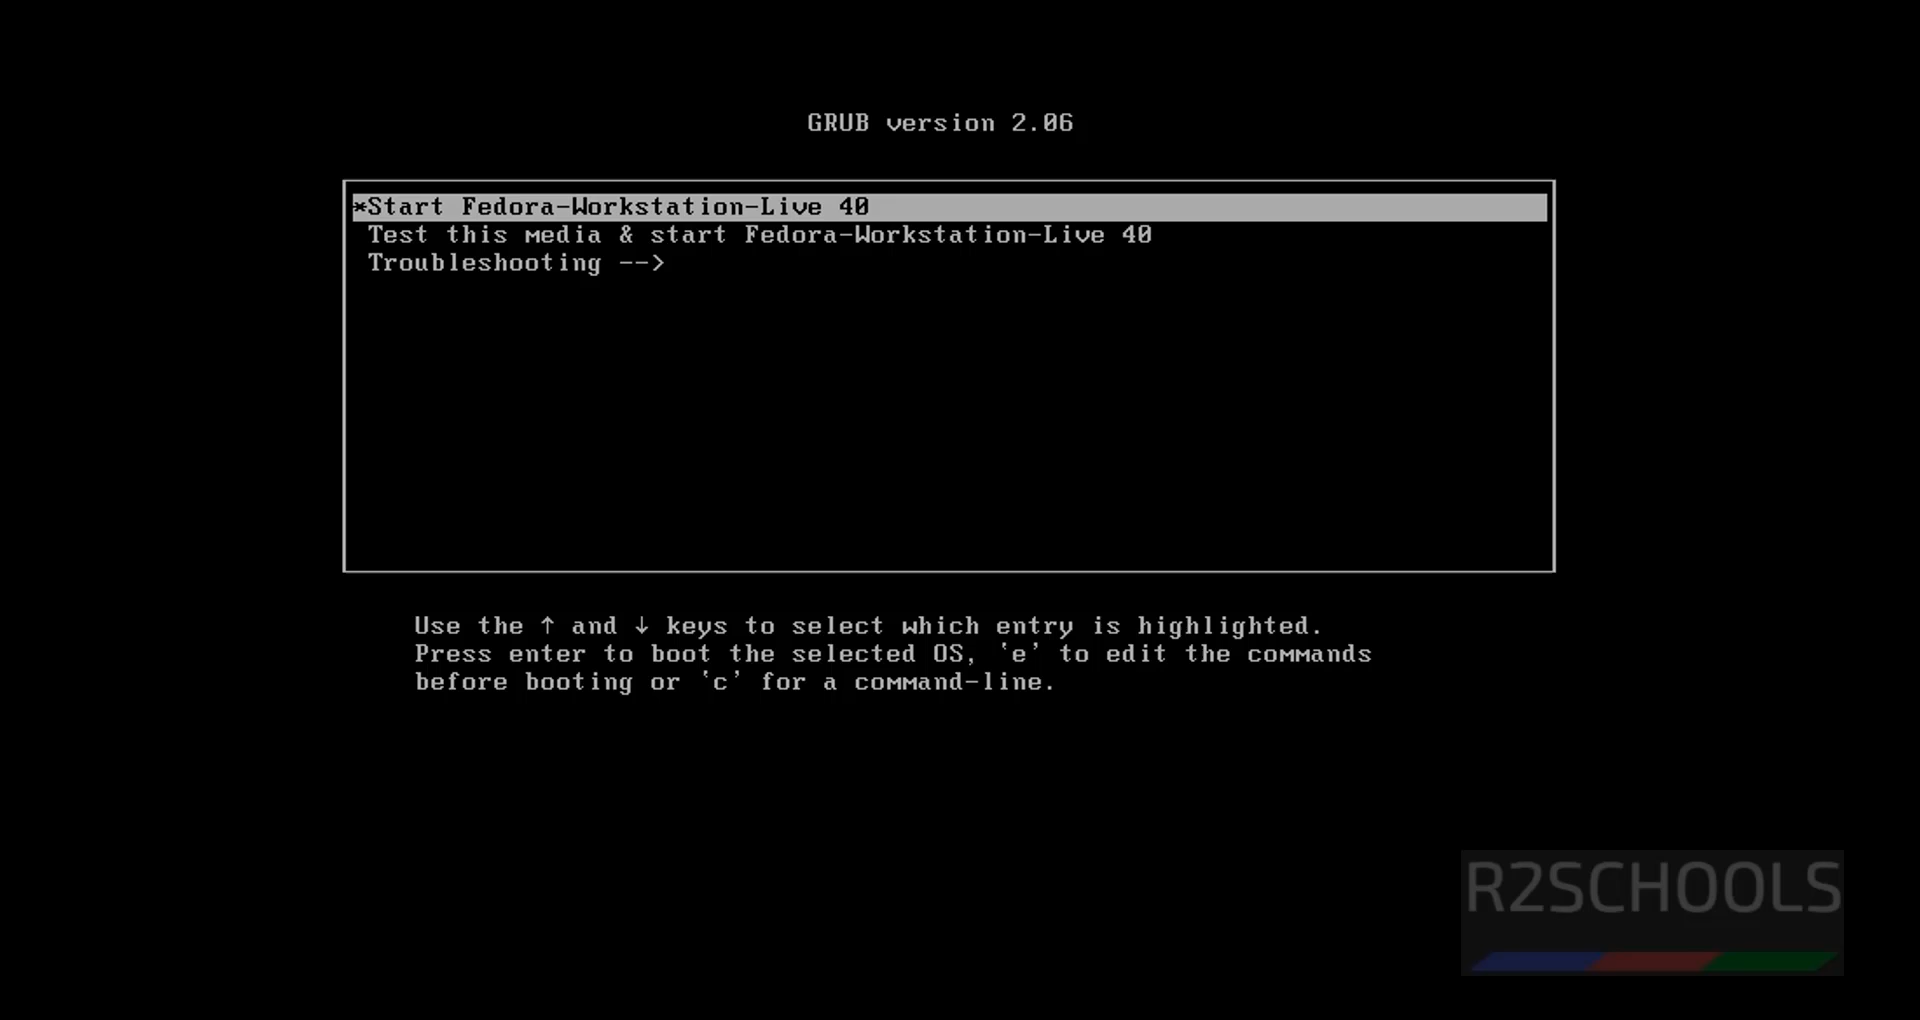 GRUB version 2.06
*Start Fedora-Workstation-Live 40
Test this media & start Fedora-Workstation-Live 40
Troubleshooting -->
Use the ↑ and ↓ keys to select which entry is highlighted.
Press enter to boot the selected OS, `e' to edit the commands
before booting or `c' for a command-line.
R2SCHOOLS